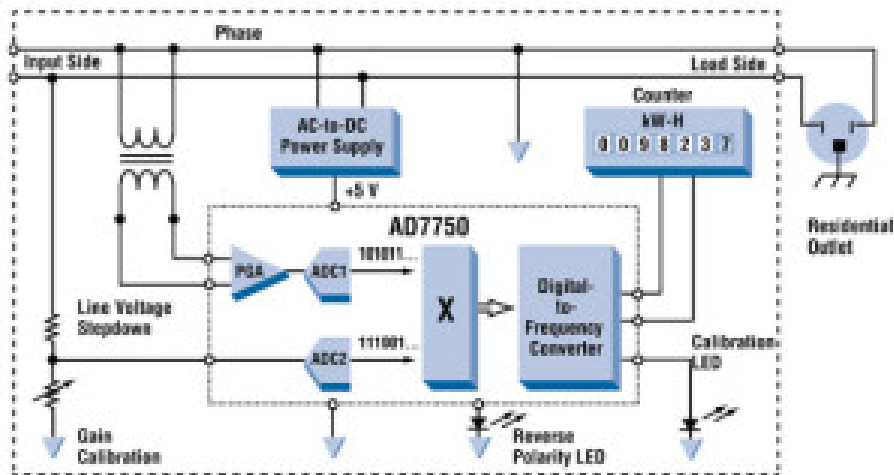 Phase
Input Side
Load Side
Counter
kW-H
0 0 9 8 2 3 7
AC-to-DC
Power Supply
+5 V
AD7750
Residential
Outlet
PGA
ADC1
101011...
X
Digital-
to-
Frequency
Converter
Line Voltage
Stepdown
ADC2
111001...
Calibration
LED
Gain
Calibration
Reverse
Polarity LED